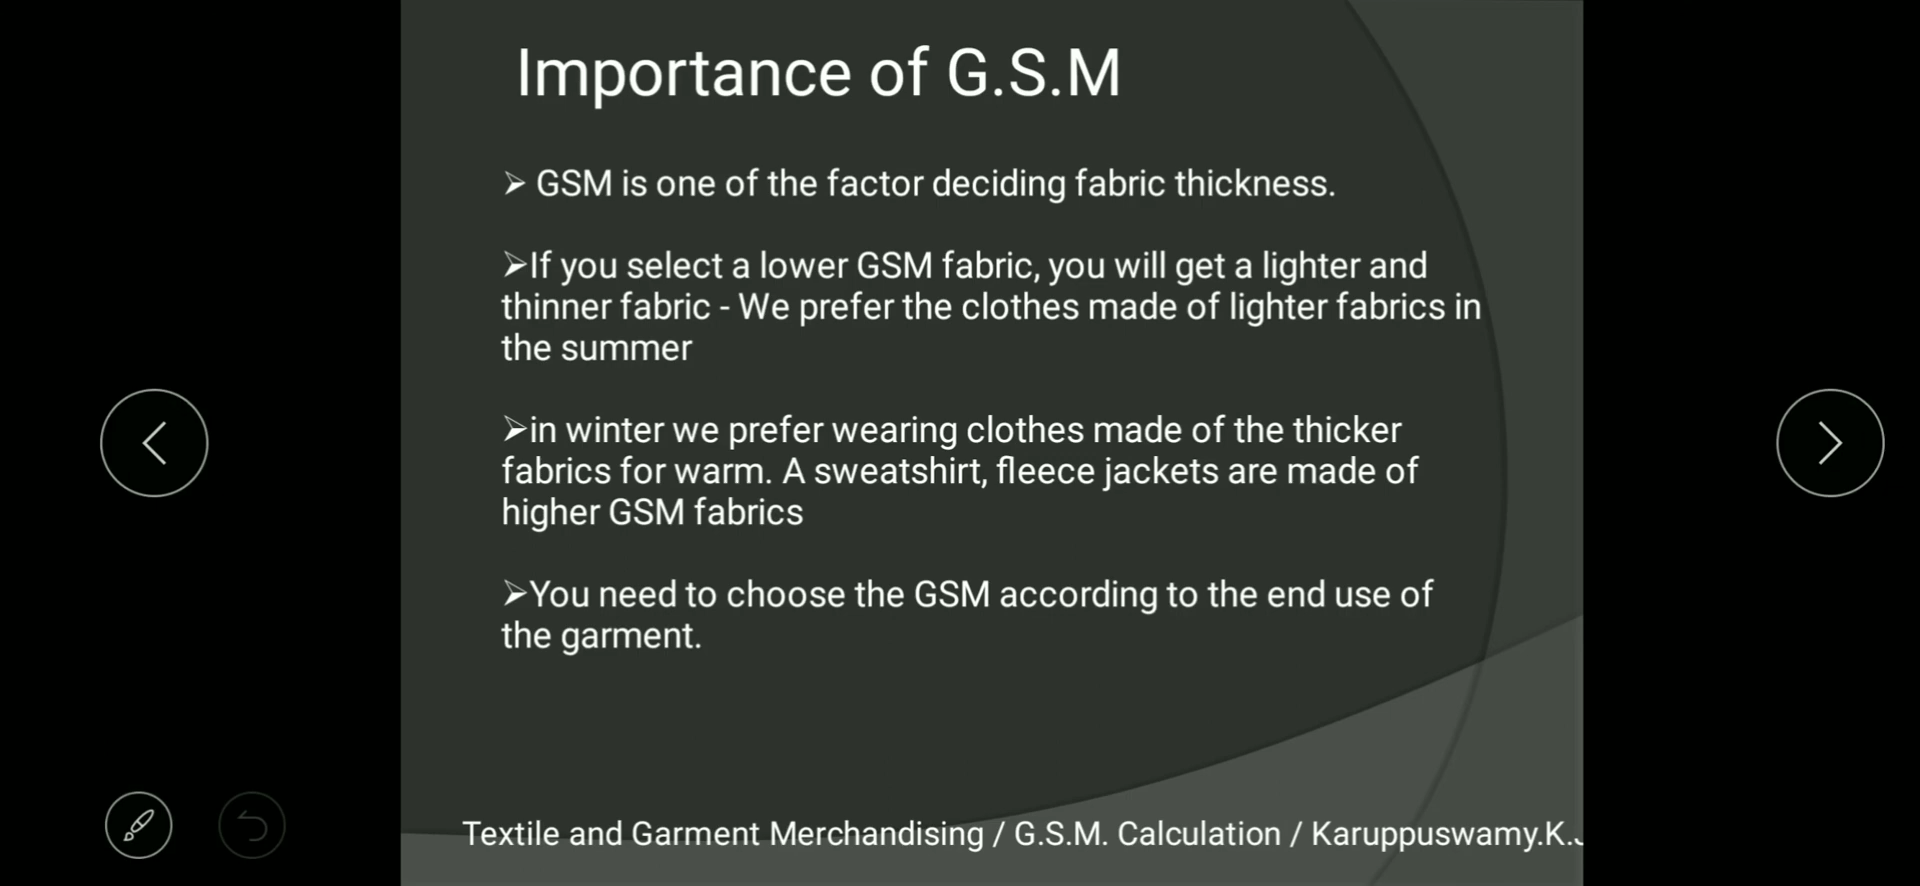 Importance of G.S.M
➢ GSM is one of the factor deciding fabric thickness.
➢If you select a lower GSM fabric, you will get a lighter and
thinner fabric - We prefer the clothes made of lighter fabrics in
the summer
➢in winter we prefer wearing clothes made of the thicker
fabrics for warm. A sweatshirt, fleece jackets are made of
higher GSM fabrics
➢You need to choose the GSM according to the end use of
the garment.
Textile and Garment Merchandising / G.S.M. Calculation / Karuppuswamy.K.